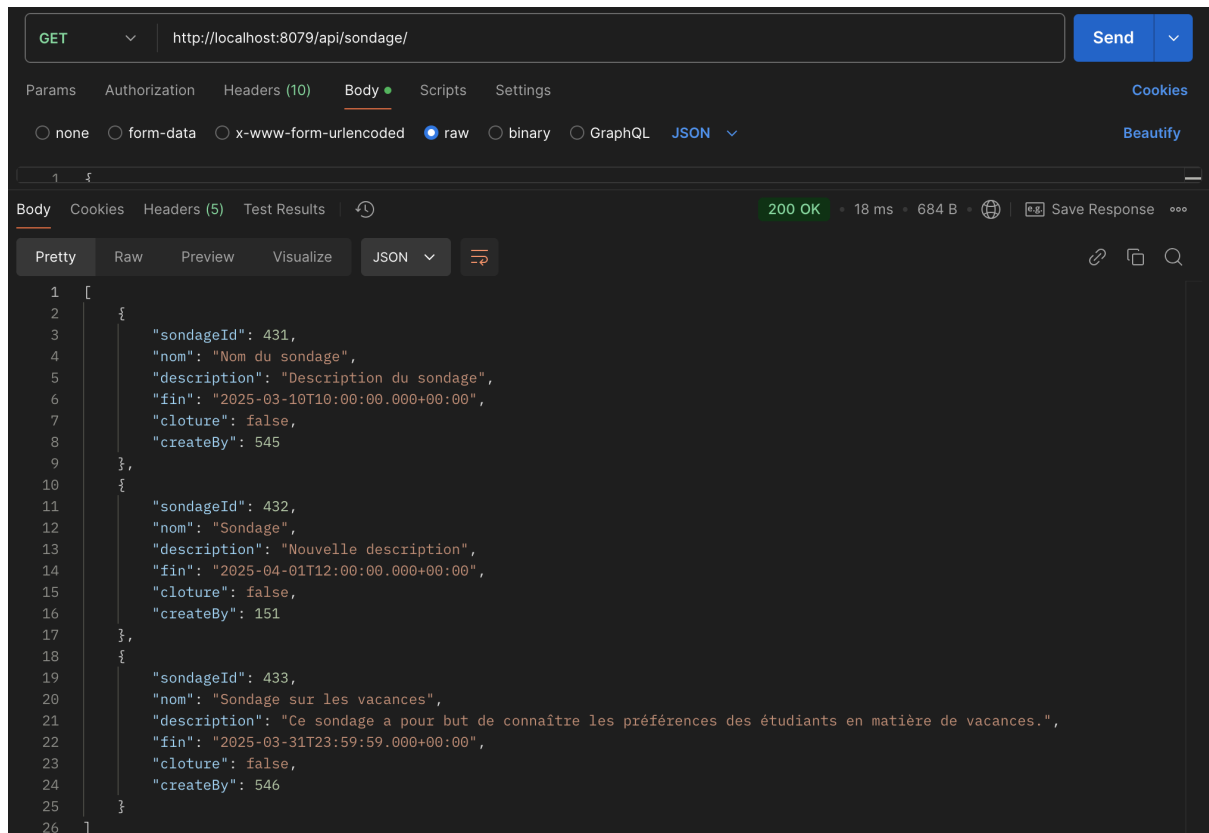 GET http://localhost:8079/api/sondage/ Send
Params Authorization Headers (10) Body Scripts Settings Cookies
none form-data x-www-form-urlencoded raw binary GraphQL JSON Beautify
1 {
Body Cookies Headers (5) Test Results 200 OK • 18 ms • 684 B • e.g. Save Response
Pretty Raw Preview Visualize JSON
1 [
2 {
3 "sondageId": 431,
4 "nom": "Nom du sondage",
5 "description": "Description du sondage",
6 "fin": "2025-03-10T10:00:00.000+00:00",
7 "cloture": false,
8 "createBy": 545
9 },
10 {
11 "sondageId": 432,
12 "nom": "Sondage",
13 "description": "Nouvelle description",
14 "fin": "2025-04-01T12:00:00.000+00:00",
15 "cloture": false,
16 "createBy": 151
17 },
18 {
19 "sondageId": 433,
20 "nom": "Sondage sur les vacances",
21 "description": "Ce sondage a pour but de connaître les préférences des étudiants en matière de vacances.",
22 "fin": "2025-03-31T23:59:59.000+00:00",
23 "cloture": false,
24 "createBy": 546
25 }
26 ]